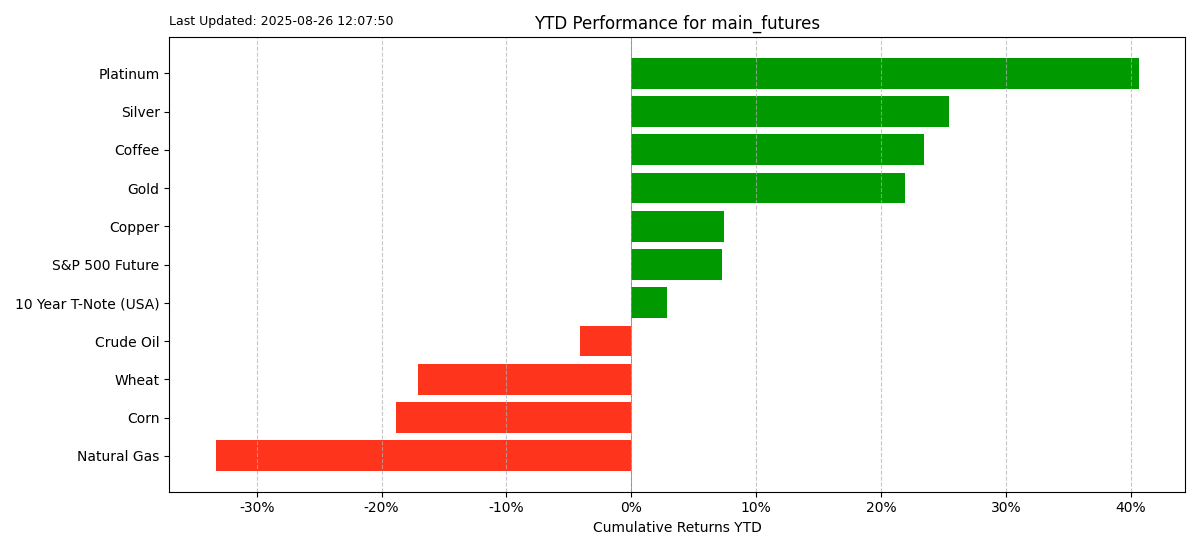 Last Updated: 2025-08-26 12:07:50
YTD Performance for main_futures
Platinum
Silver
Coffee
Gold
Copper
S&P 500 Future
10 Year T-Note (USA)
Crude Oil
Wheat
Corn
Natural Gas
-30% -20% -10% 0% 10% 20% 30% 40%
Cumulative Returns YTD